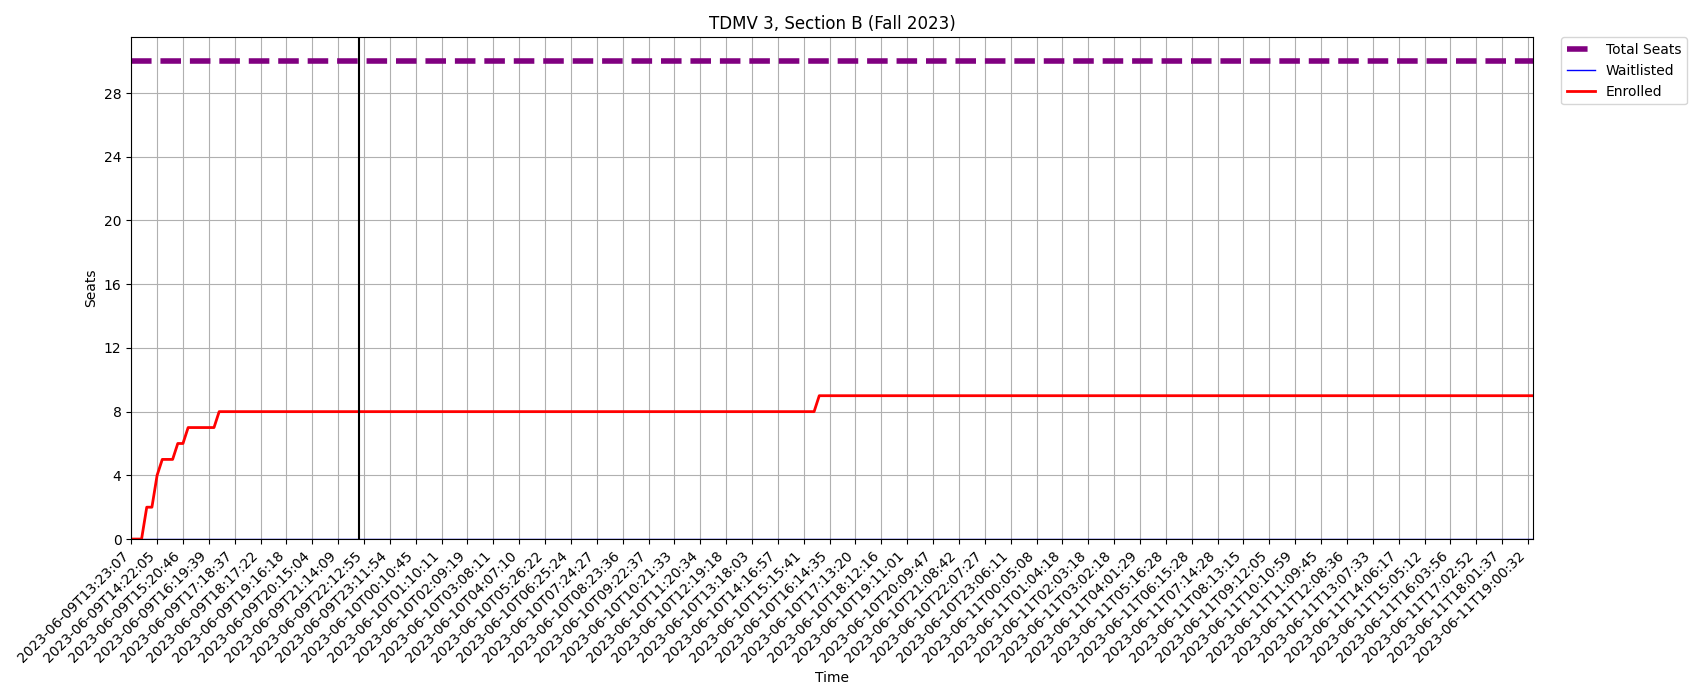 TDMV 3, Section B (Fall 2023)
Total Seats
Waitlisted
Enrolled
28
24
20
16
12
8
4
0
Seats
2023-06-09T13:23:07
2023-06-09T14:22:05
2023-06-09T15:20:46
2023-06-09T16:19:39
2023-06-09T17:18:37
2023-06-09T18:17:22
2023-06-09T19:16:18
2023-06-09T20:15:04
2023-06-09T21:14:09
2023-06-09T22:12:55
2023-06-09T23:11:54
2023-06-10T00:10:45
2023-06-10T01:10:11
2023-06-10T02:09:19
2023-06-10T03:08:11
2023-06-10T04:07:10
2023-06-10T05:26:22
2023-06-10T06:25:24
2023-06-10T07:24:27
2023-06-10T08:23:36
2023-06-10T09:22:37
2023-06-10T10:21:33
2023-06-10T11:20:34
2023-06-10T12:19:18
2023-06-10T13:18:03
2023-06-10T14:16:57
2023-06-10T15:15:41
2023-06-10T16:14:35
2023-06-10T17:13:20
2023-06-10T18:12:16
2023-06-10T19:11:01
2023-06-10T20:09:47
2023-06-10T21:08:42
2023-06-10T22:07:27
2023-06-10T23:06:11
2023-06-11T00:05:08
2023-06-11T01:04:18
2023-06-11T02:03:18
2023-06-11T03:02:18
2023-06-11T04:01:29
2023-06-11T05:16:28
2023-06-11T06:15:28
2023-06-11T07:14:28
2023-06-11T08:13:15
2023-06-11T09:12:05
2023-06-11T10:10:59
2023-06-11T11:09:45
2023-06-11T12:08:36
2023-06-11T13:07:33
2023-06-11T14:06:17
2023-06-11T15:05:12
2023-06-11T16:03:56
2023-06-11T17:02:52
2023-06-11T18:01:37
2023-06-11T19:00:32
Time